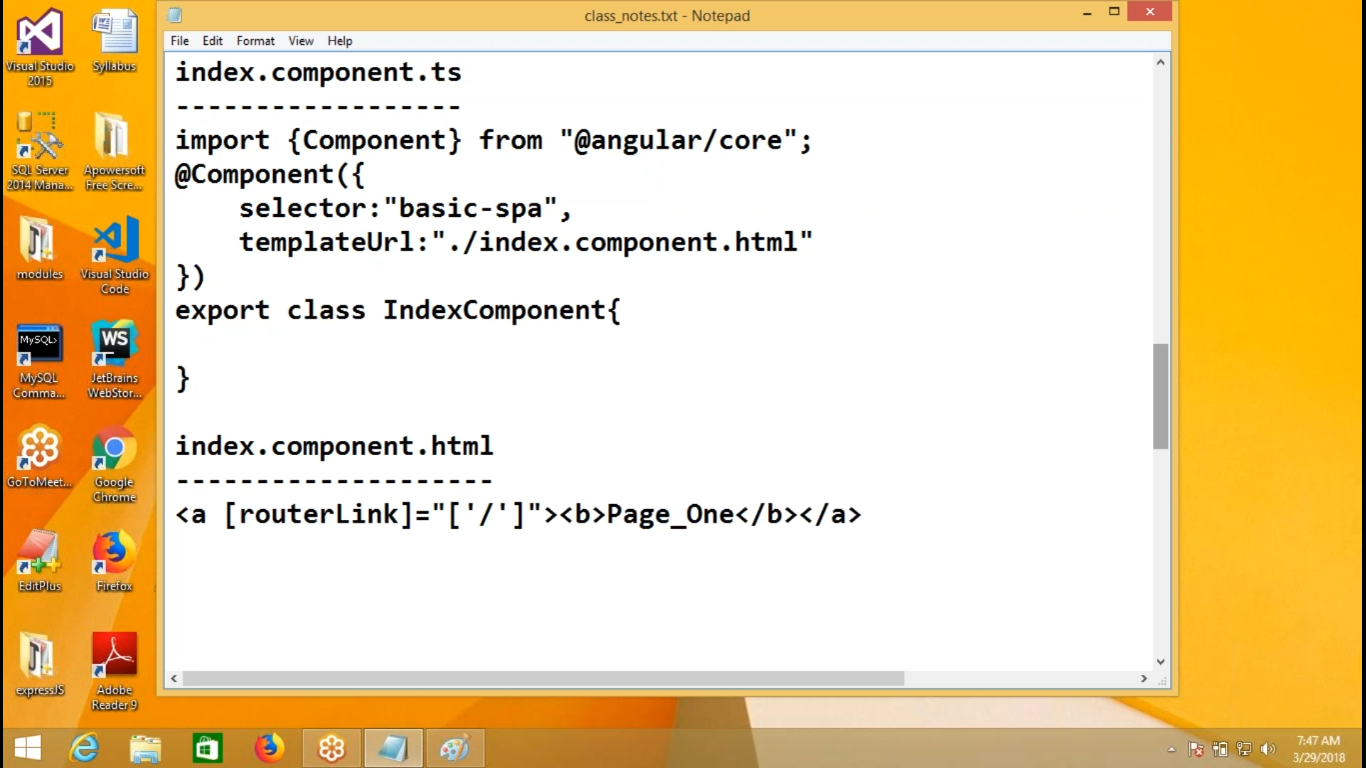 class_notes.txt - Notepad
File Edit Format View Help
index.component.ts
------------------
import {Component} from "@angular/core";
@Component({
    selector:"basic-spa",
    templateUrl:"./index.component.html"
})
export class IndexComponent{
}
index.component.html
--------------------
<a [routerLink]="['/']"><b>Page_One</b></a>
Visual Studio
2015
Syllabus
SQL Server
2014 Mana...
Apowersoft
Free Scre...
modules
Visual Studio
Code
MySQL>
MySQL
Comma...
WS
JetBrains
WebStor...
GoToMeet...
Google
Chrome
EditPlus
Firefox
expressJS
Adobe
Reader 9
7:47 AM
3/29/2018